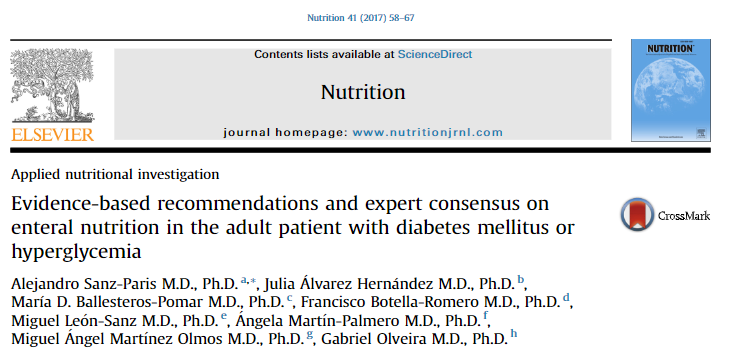 Nutrition 41 (2017) 58–67
Contents lists available at ScienceDirect
Nutrition
journal homepage: www.nutritionjrnl.com
ELSEVIER
NUTRITION
Applied nutritional investigation
Evidence-based recommendations and expert consensus on
enteral nutrition in the adult patient with diabetes mellitus or
hyperglycemia
CrossMark
Alejandro Sanz-Paris M.D., Ph.D. a,*, Julia Álvarez Hernández M.D., Ph.D. b,
María D. Ballesteros-Pomar M.D., Ph.D. c, Francisco Botella-Romero M.D., Ph.D. d,
Miguel León-Sanz M.D., Ph.D. e, Ángela Martín-Palmero M.D., Ph.D. f,
Miguel Ángel Martínez Olmos M.D., Ph.D. g, Gabriel Olveira M.D., Ph.D. h